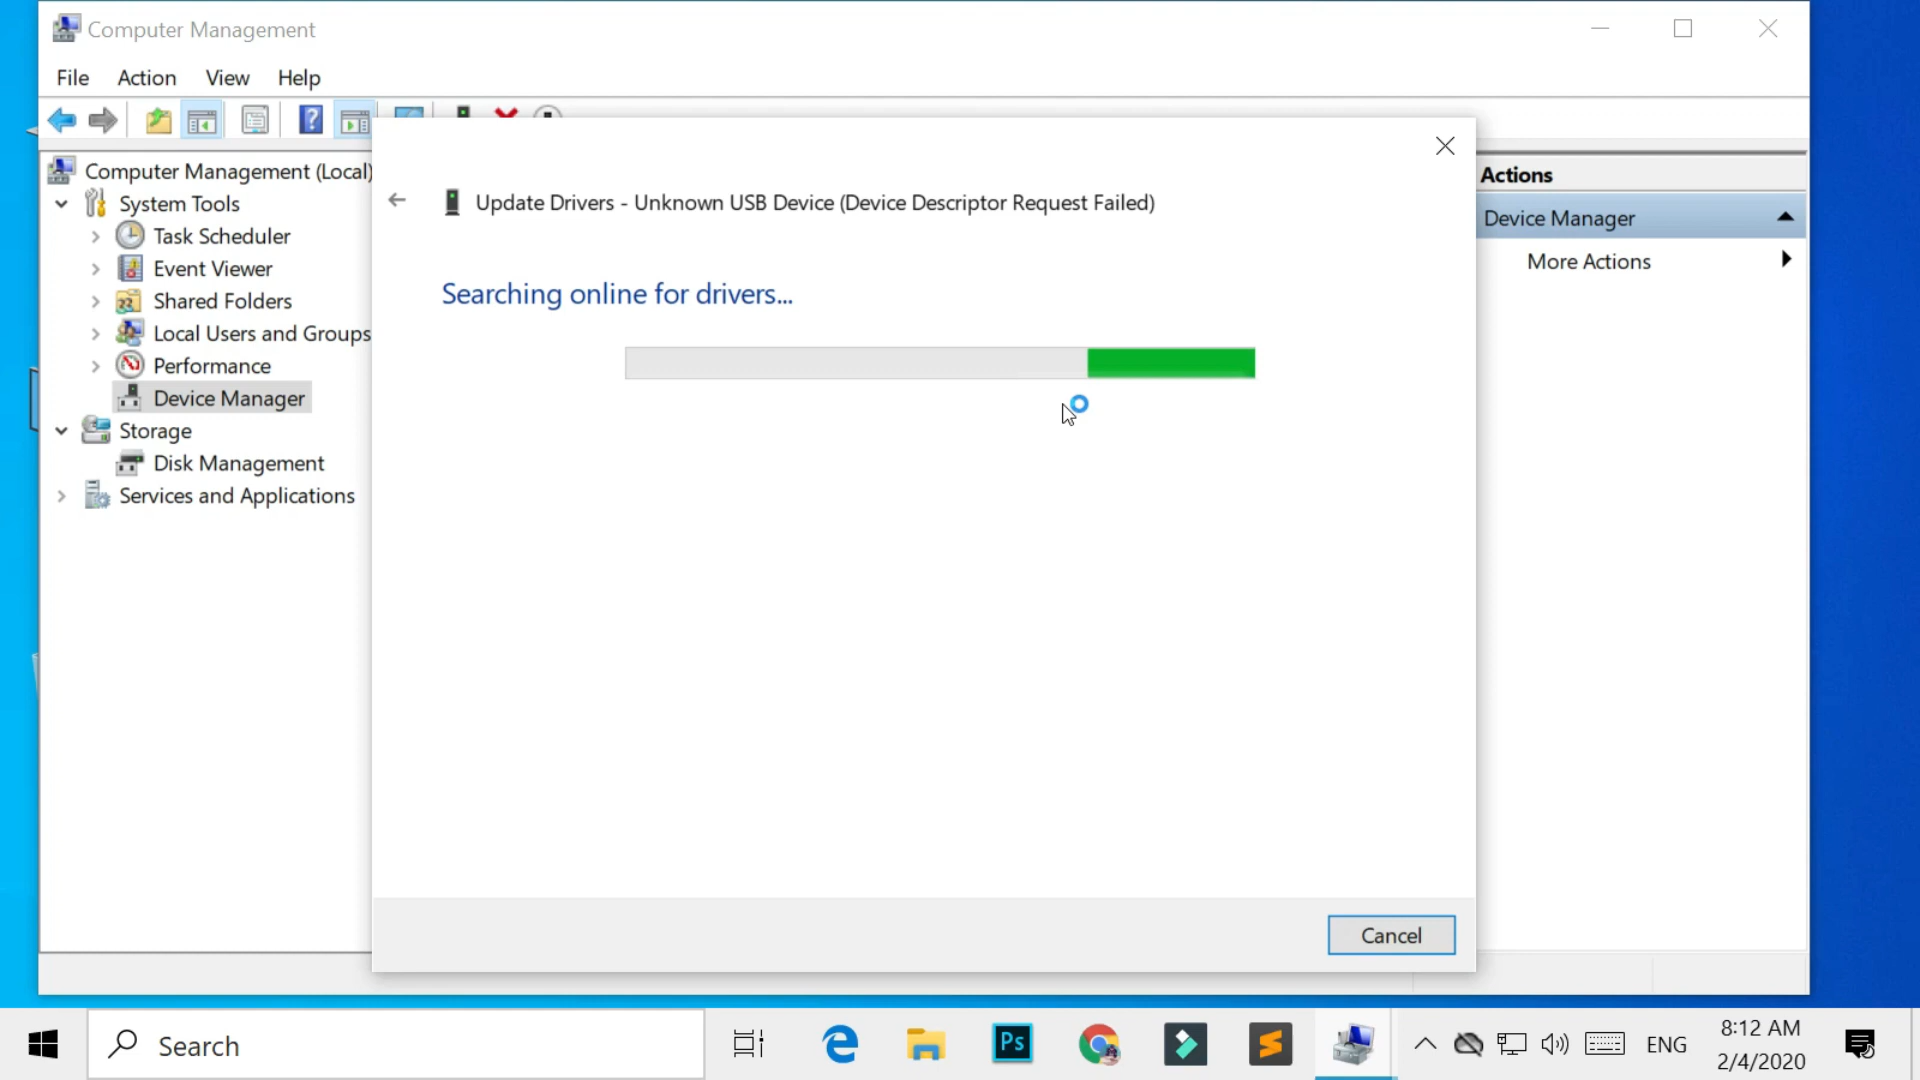 Computer Management
File Action View Help
Computer Management (Local)
System Tools
Task Scheduler
Event Viewer
Shared Folders
Local Users and Groups
Performance
Device Manager
Storage
Disk Management
Services and Applications
Update Drivers - Unknown USB Device (Device Descriptor Request Failed)
Searching online for drivers...
Cancel
Actions
Device Manager
More Actions
Search
Ps
ENG
8:12 AM
2/4/2020